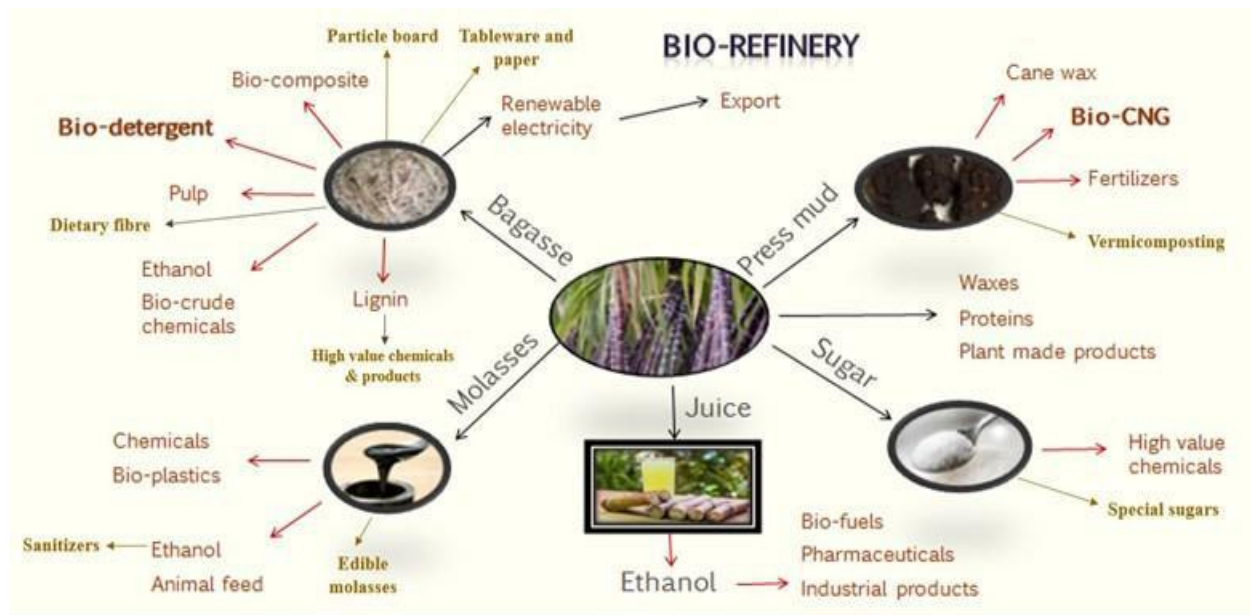 BIO-REFINERY
Particle board
Tableware and
paper
Bio-composite
Renewable
electricity
Export
Bio-detergent
Pulp
Dietary fibre
Ethanol
Bio-crude
chemicals
Lignin
High value chemicals
& products
Bagasse
Press mud
Cane wax
Bio-CNG
Fertilizers
Vermicomposting
Waxes
Proteins
Plant made products
Molasses
Juice
Sugar
Chemicals
Bio-plastics
Sanitizers
Ethanol
Animal feed
Edible
molasses
Ethanol
Bio-fuels
Pharmaceuticals
Industrial products
High value
chemicals
Special sugars